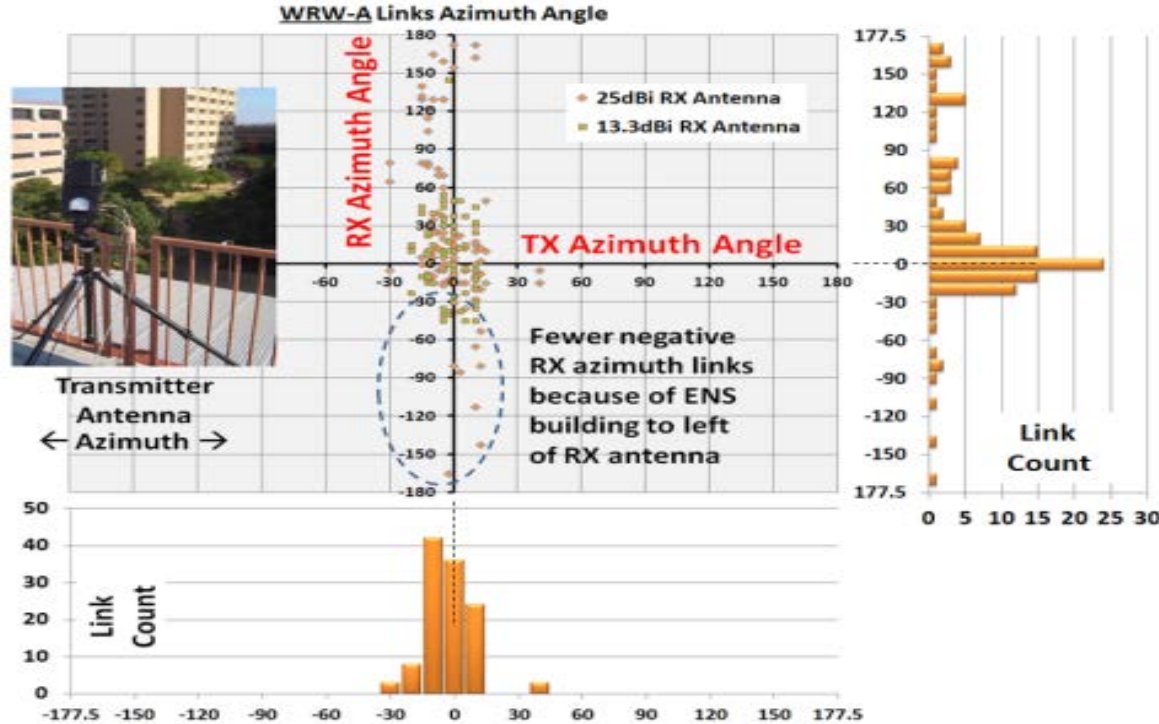 WRW-A Links Azimuth Angle
180
150
120
90
60
30
0
-30
-60
-90
-120
-150
-180
RX Azimuth Angle
25dBi RX Antenna
13.3dBi RX Antenna
TX Azimuth Angle
-180 -150 -120 -90 -60 -30 0 30 60 90 120 150 180
Fewer negative
RX azimuth links
because of ENS
building to left
of RX antenna
Transmitter
Antenna
← Azimuth →
177.5
150
120
90
60
30
0
-30
-60
-90
-120
-150
177.5
Link
Count
0 5 10 15 20 25 30
50
40
30
20
10
0
Link
Count
-177.5 -150 -120 -90 -60 -30 0 30 60 90 120 150 177.5